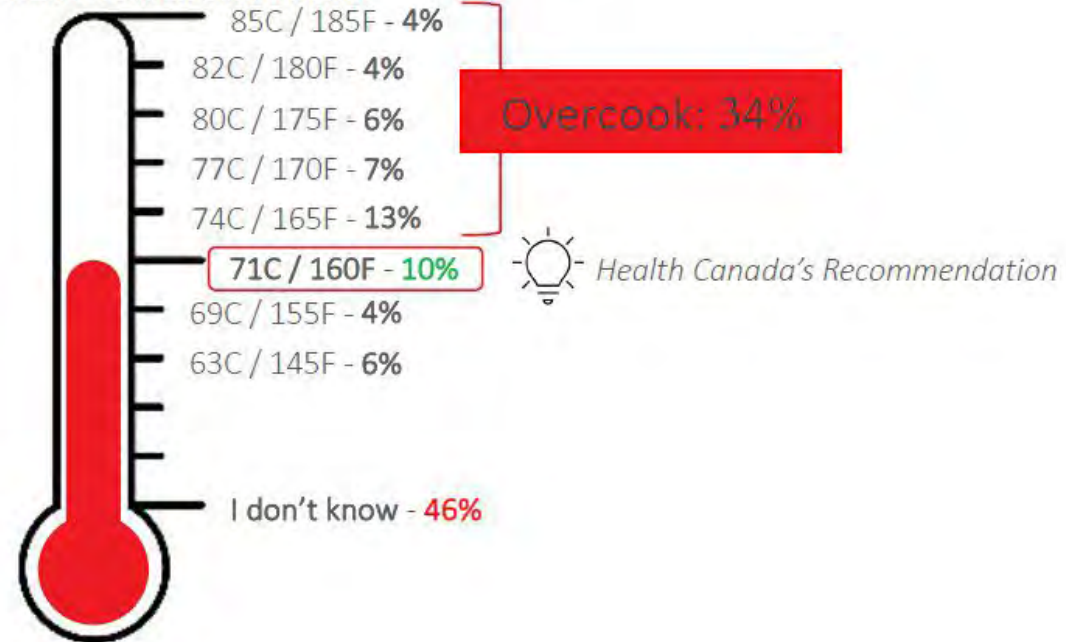 85C / 185F - 4%
82C / 180F - 4%
80C / 175F - 6%
Overcook: 34%
77C / 170F - 7%
74C / 165F - 13%
71C / 160F - 10%
Health Canada's Recommendation
69C / 155F - 4%
63C / 145F - 6%
I don't know - 46%